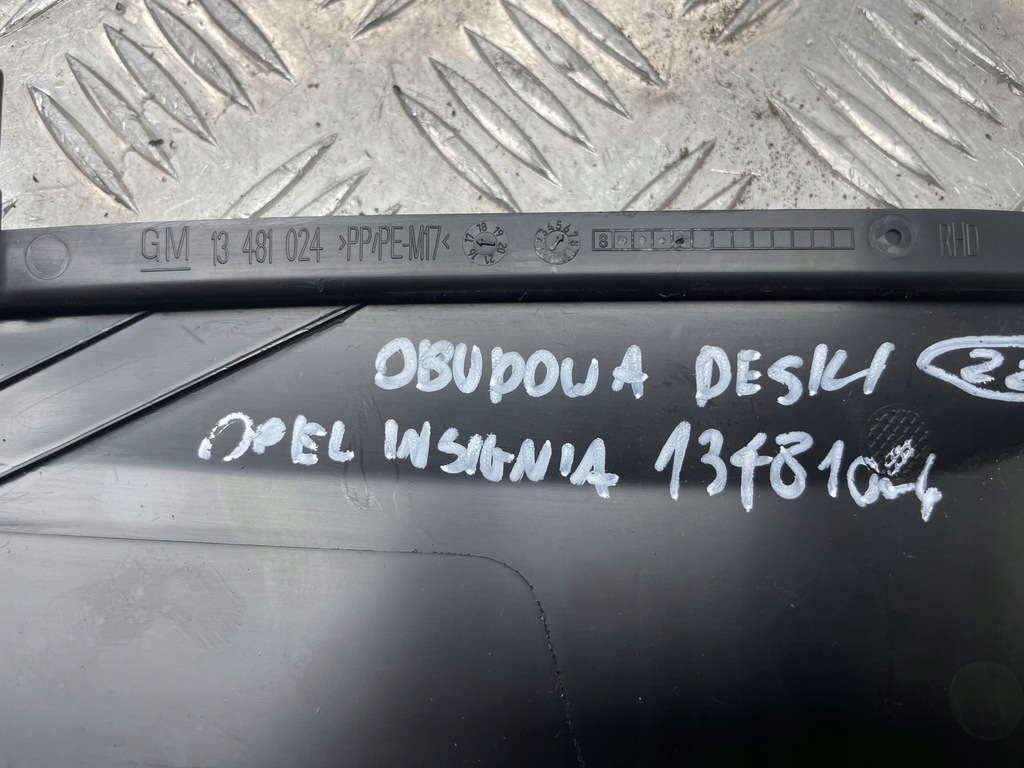 GM 13 481 024 >PP/PE-M17< RHD
OBUDOWA DESKI
OPEL INSIGNIA 13481024